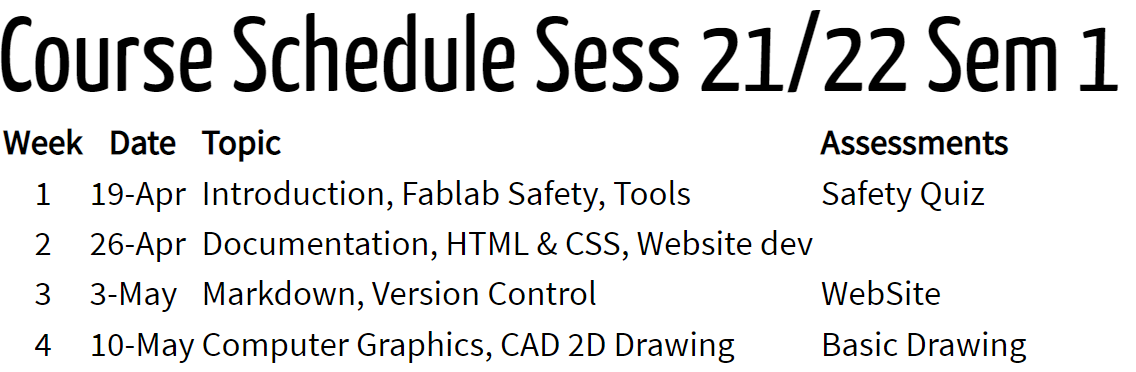 Course Schedule Sess 21/22 Sem 1
Week Date Topic Assessments
1 19-Apr Introduction, Fablab Safety, Tools Safety Quiz
2 26-Apr Documentation, HTML & CSS, Website dev
3 3-May Markdown, Version Control WebSite
4 10-May Computer Graphics, CAD 2D Drawing Basic Drawing